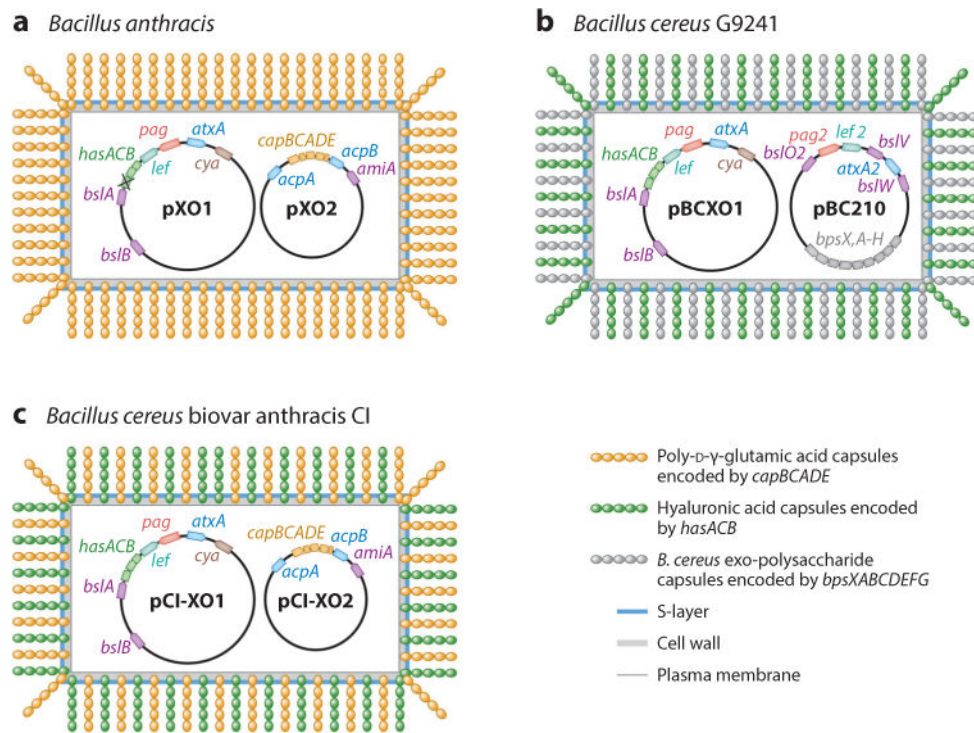 a Bacillus anthracis
pag
atxA
hasACB
lef
cya
bslA
pXO1
bslB
capBCADE
acpB
acpA
amiA
pXO2
b Bacillus cereus G9241
pag
atxA
hasACB
lef
cya
bslA
pBCXO1
bslB
pag2
lef 2
bslV
bslO2
atxA2
bslW
pBC210
bpsX,A-H
c Bacillus cereus biovar anthracis CI
pag
atxA
hasACB
lef
cya
bslA
pCI-XO1
bslB
capBCADE
acpB
acpA
amiA
pCI-XO2
Poly-D-γ-glutamic acid capsules
encoded by capBCADE
Hyaluronic acid capsules encoded
by hasACB
B. cereus exo-polysaccharide
capsules encoded by bpsXABCDEFG
S-layer
Cell wall
Plasma membrane